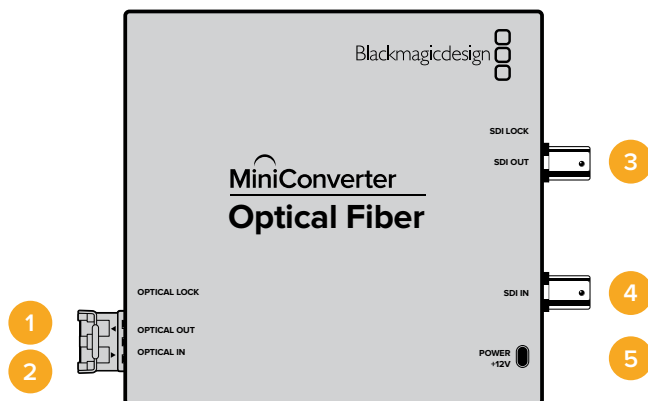 Blackmagicdesign
SDI LOCK
SDI OUT
3
MiniConverter
Optical Fiber
OPTICAL LOCK
SDI IN
4
1
OPTICAL OUT
2
OPTICAL IN
POWER
+12V
5